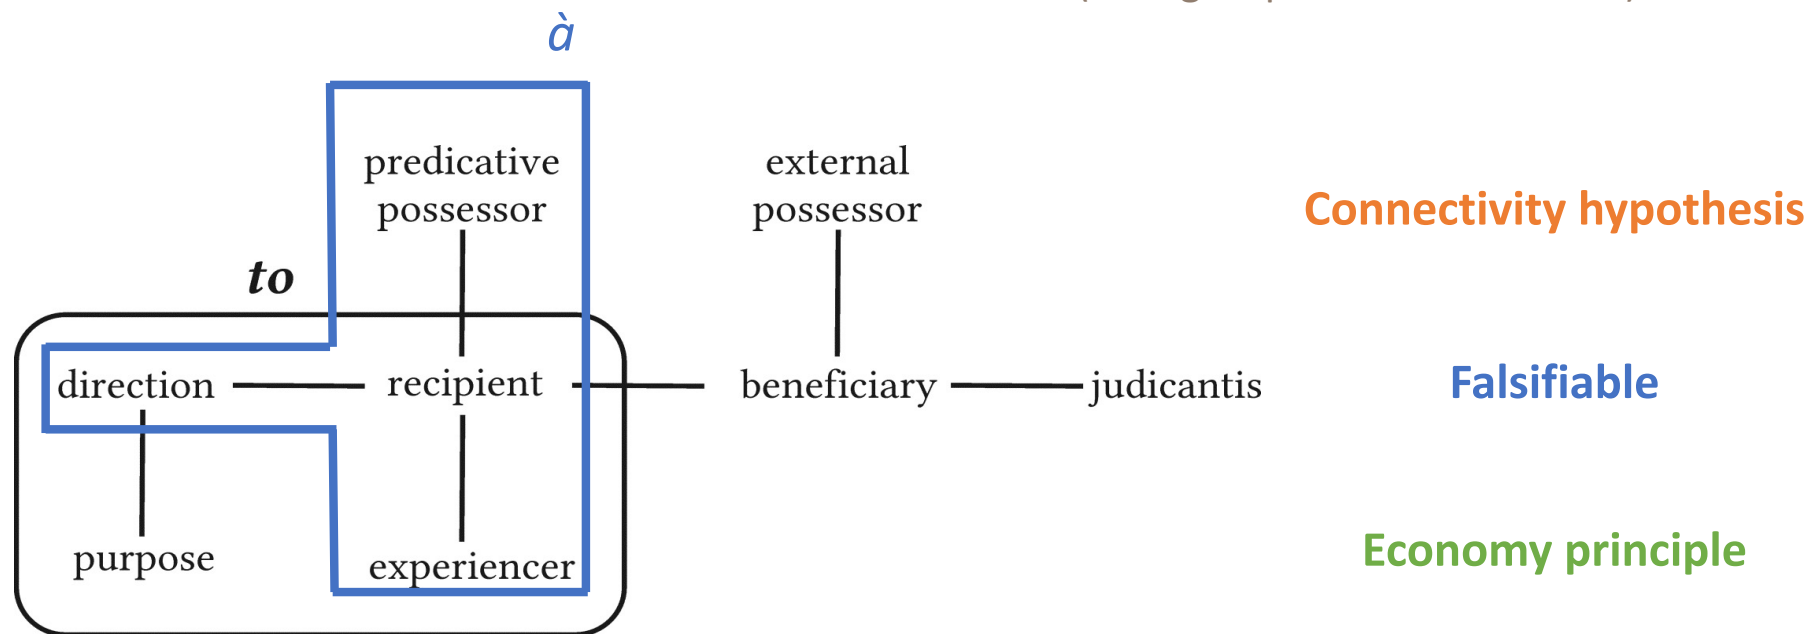 à
predicative
possessor
external
possessor
Connectivity hypothesis
to
direction
recipient
beneficiary
judicantis
Falsifiable
purpose
experiencer
Economy principle